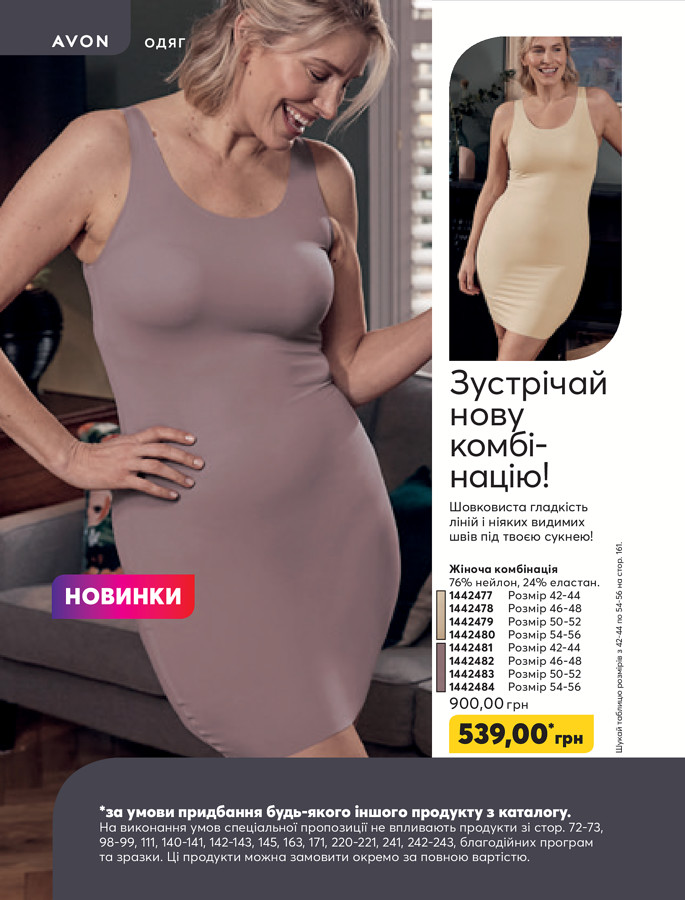 AVON
ОДЯГ
Зустрічай
нову
комбі-
націю!
Шовковиста гладкість
ліній і ніяких видимих
швів під твоєю сукнею!
Жіноча комбінація
76% нейлон, 24% еластан.
1442477 Розмір 42-44
1442478 Розмір 46-48
1442479 Розмір 50-52
1442480 Розмір 54-56
1442481 Розмір 42-44
1442482 Розмір 46-48
1442483 Розмір 50-52
1442484 Розмір 54-56
900,00 грн
539,00* грн
Шукай таблицю розмірів з 42-44 по 54-56 на стор. 161.
НОВИНКИ
*за умови придбання будь-якого іншого продукту з каталогу.
На виконання умов спеціальної пропозиції не впливають продукти зі стор. 72-73,
98-99, 111, 140-141, 142-143, 145, 163, 171, 220-221, 241, 242-243, благодійних програм
та зразки. Ці продукти можна замовити окремо за повною вартістю.